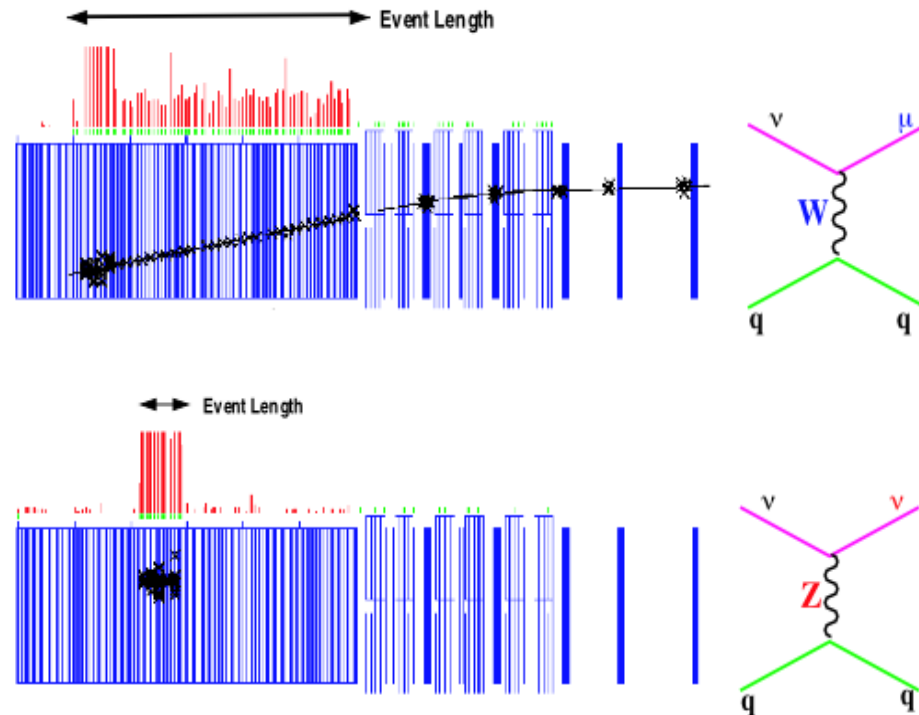 Event Length
ν μ
W
q q
Event Length
ν ν
Z
q q